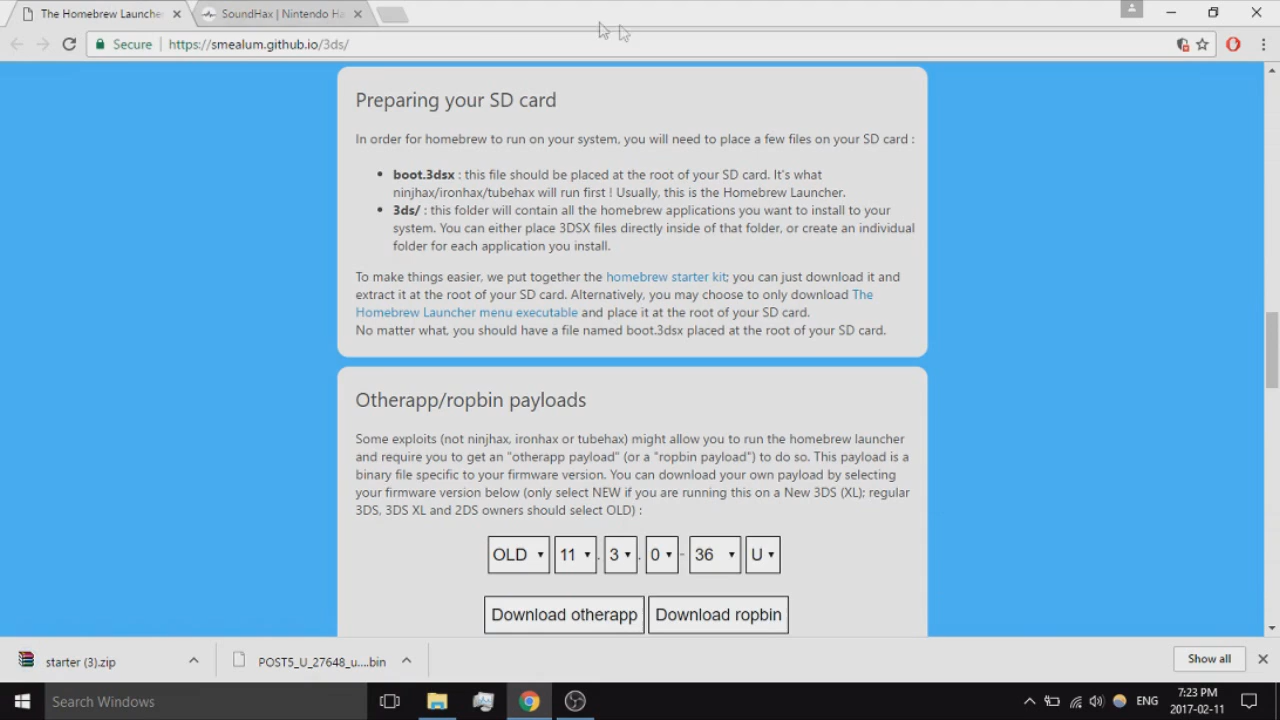 The Homebrew Launche
SoundHax | Nintendo Ha
Secure
https://smealum.github.io/3ds/
Preparing your SD card
In order for homebrew to run on your system, you will need to place a few files on your SD card :
boot.3dsx : this file should be placed at the root of your SD card. It's what
ninjhax/ironhax/tubehax will run first ! Usually, this is the Homebrew Launcher.
3ds/ : this folder will contain all the homebrew applications you want to install to your
system. You can either place 3DSX files directly inside of that folder, or create an individual
folder for each application you install.
To make things easier, we put together the homebrew starter kit; you can just download it and
extract it at the root of your SD card. Alternatively, you may choose to only download The
Homebrew Launcher menu executable and place it at the root of your SD card.
No matter what, you should have a file named boot.3dsx placed at the root of your SD card.
Otherapp/ropbin payloads
Some exploits (not ninjhax, ironhax or tubehax) might allow you to run the homebrew launcher
and require you to get an "otherapp payload" (or a "ropbin payload") to do so. This payload is a
binary file specific to your firmware version. You can download your own payload by selecting
your firmware version below (only select NEW if you are running this on a New 3DS (XL); regular
3DS, 3DS XL and 2DS owners should select OLD) :
OLD 11 . 3 . 0 - 36 U
Download otherapp Download ropbin
starter (3).zip
POST5_U_27648_u....bin
Show all
Search Windows
ENG
7:23 PM
2017-02-11